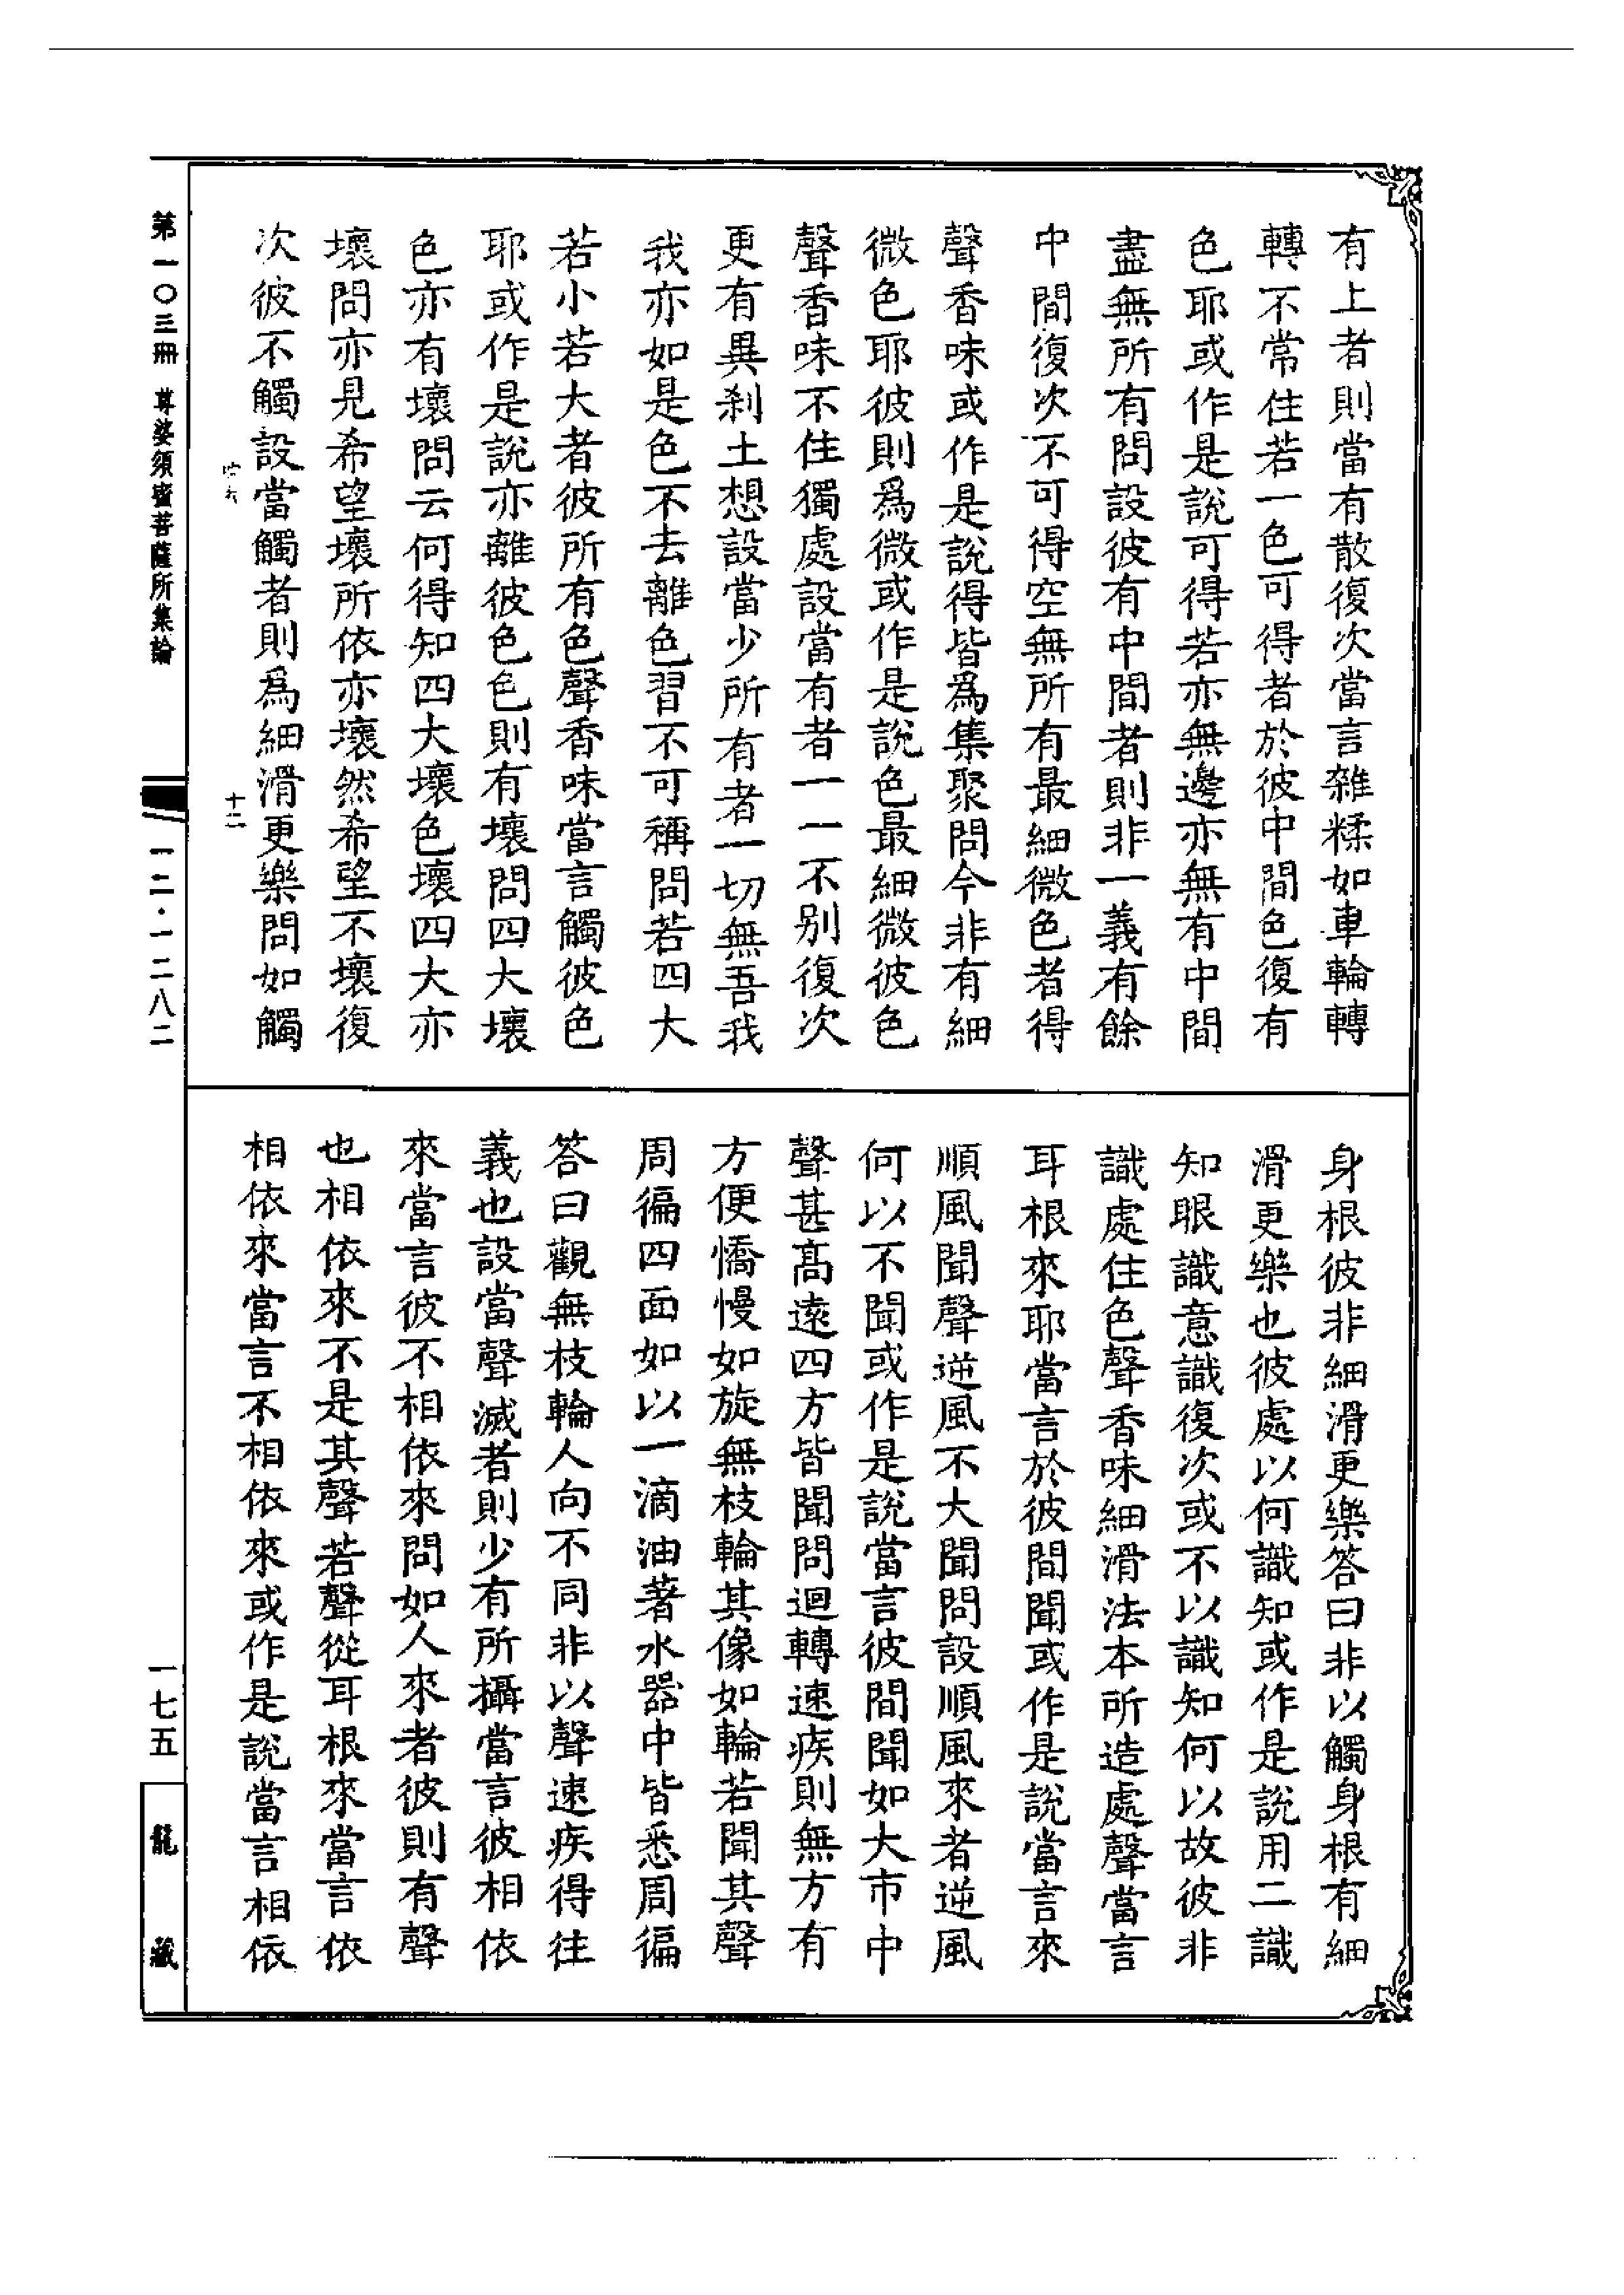 有上者則當有散復次當言雜糅如車輪轉
轉不常住若一色可得者於彼中間色復有
色耶或作是說可得若亦無邊亦無有中間
盡無所有問設彼有中間者則非一義有餘
中間復次不可得空無所有最細微色者得
聲香味或作是說得皆爲集聚問今非有細
微色耶彼則爲微或作是說色最細微彼色
聲香味不住獨處設當有者一一不别復次
更有異刹土想設當少所有者一切無吾我
我亦如是色不去離色習不可稱問若四大
若小若大者彼所有色聲香味當言觸彼色
耶或作是說亦離彼色色則有壞問四大壞
色亦有壞問云何得知四大壞色壞四大亦
壞問亦見希望壞所依亦壞然希望不壞復
次彼不觸設當觸者則爲細滑更樂問如觸
十二
身根彼非細滑更樂答曰非以觸身根有細
滑更樂也彼處以何識知或作是說用二識
知眼識意識復次或不以識知何以故彼非
識處住色聲香味細滑法本所造處聲當言
耳根來耶當言於彼間聞或作是說當言來
順風聞聲逆風不大聞問設順風來者逆風
何以不聞或作是說當言彼間聞如大市中
聲甚高遠四方皆聞問迴轉速疾則無方有
方便憍慢如旋無枝輪其像如輪若聞其聲
周徧四面如以一滴油著水器中皆悉周徧
答曰觀無枝輪人向不同非以聲速疾得往
義也設當聲滅者則少有所攝當言彼相依
來當言彼不相依來問如人來者彼則有聲
也相依來不是其聲若聲從耳根來當言依
相依來當言不相依來或作是說當言相依
第一〇三冊 尊婆須蜜菩薩所集論
一二·一二八二
一七五
龍藏